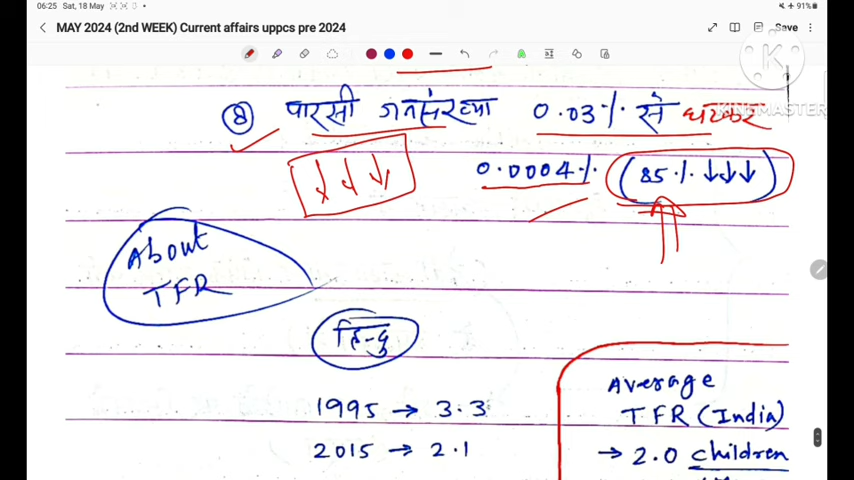 06:25 Sat, 18 May
91%
MAY 2024 (2nd WEEK) Current affairs uppcs pre 2024
Save
K
KINEMASTER
8 पारसी जनसंख्या 0.03% से घटकर
0.0004% (85% ↓↓↓)
↓ ↓ ↓
About
TFR
हिन्दु
1995 → 3.3
2015 → 2.1
Average
TFR (India)
→ 2.0 children